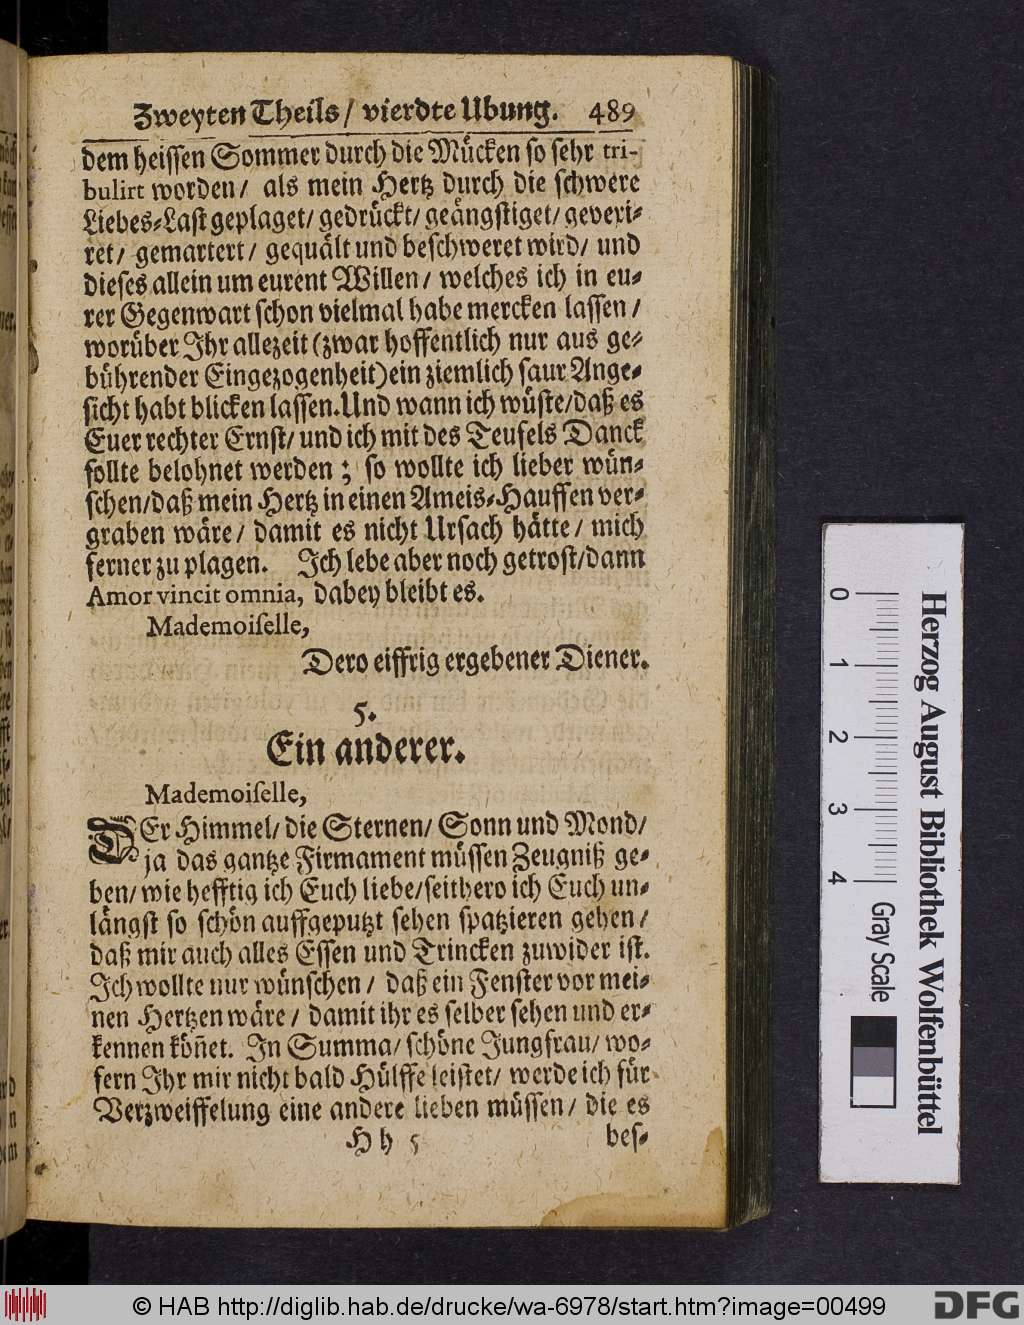 Zweyten Theils/ vierdte Ubung. 489
dem heissen Sommer durch die Mücken so sehr tri-
bulirt worden/ als mein Hertz durch die schwere
Liebes-Last geplaget/ gedrückt/ geängstiget/ gevexi-
ret/ gemartert/ gequält und beschweret wird/ und
dieses allein um eurent Willen/ welches ich in eu-
rer Gegenwart schon vielmal habe mercken lassen/
worüber Ihr allezeit (zwar hoffentlich nur aus ge-
bührender Eingezogenheit) ein ziemlich saur Ange-
sicht habt blicken lassen. Und wann ich wüste/ daß es
Euer rechter Ernst/ und ich mit des Teufels Danck
sollte belohnet werden; so wollte ich lieber wün-
schen/ daß mein Hertz in einen Ameis-Hauffen ver-
graben wäre/ damit es nicht Ursach hätte/ mich
ferner zu plagen. Ich lebe aber noch getrost/ dann
Amor vincit omnia, dabey bleibt es.
Mademoiselle,
Dero eiffrig ergebener Diener.
5.
Ein anderer.
Mademoiselle,
DEr Himmel/ die Sternen/ Sonn und Mond/
ja das gantze Firmament müssen Zeugniß ge-
ben/ wie hefftig ich Euch liebe/ seithero ich Euch un-
längst so schön auffgeputzt sehen spatzieren gehen/
daß mir auch alles Essen und Trincken zuwider ist.
Ich wollte nur wünschen/ daß ein Fenster vor mei-
nen Hertzen wäre/ damit ihr es selber sehen und er-
kennen kön̄et. In Summa/ schöne Jungfrau/ wo-
fern Ihr mir nicht bald Hülffe leistet/ werde ich für
Verzweiffelung eine andere lieben müssen/ die es
H h 5 bes-
0 1 2 3 4
Gray Scale
Herzog August Bibliothek Wolfenbüttel
© HAB http://diglib.hab.de/drucke/wa-6978/start.htm?image=00499
DFG